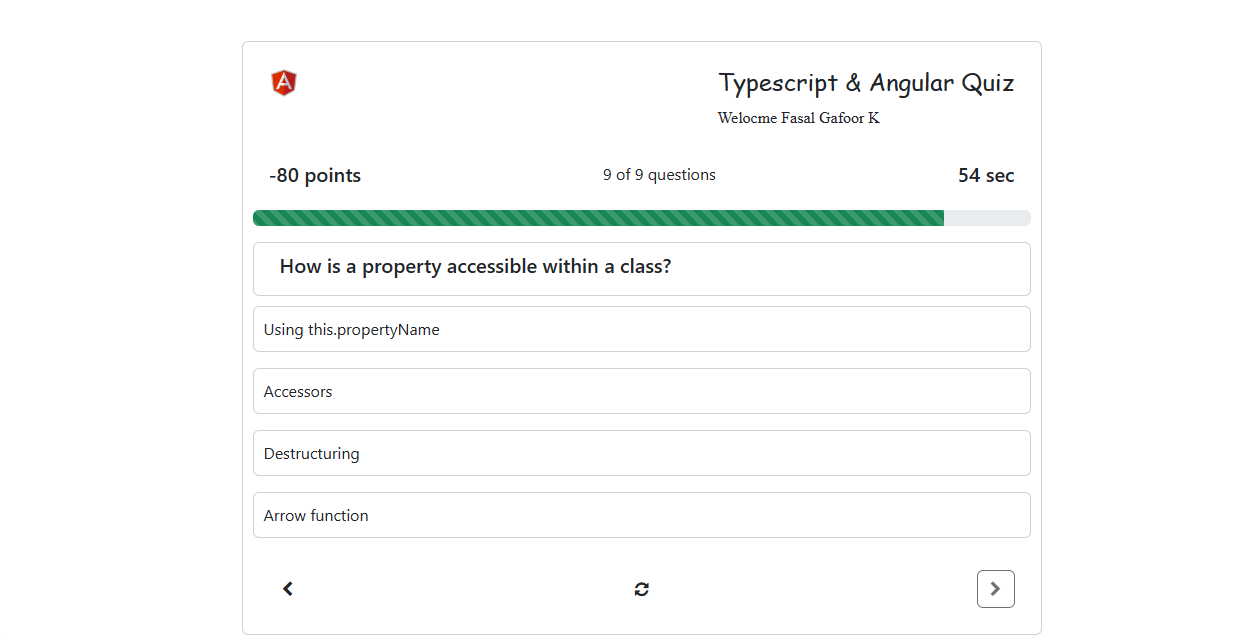 Typescript & Angular Quiz
Welocme Fasal Gafoor K
-80 points
9 of 9 questions
54 sec
How is a property accessible within a class?
Using this.propertyName
Accessors
Destructuring
Arrow function